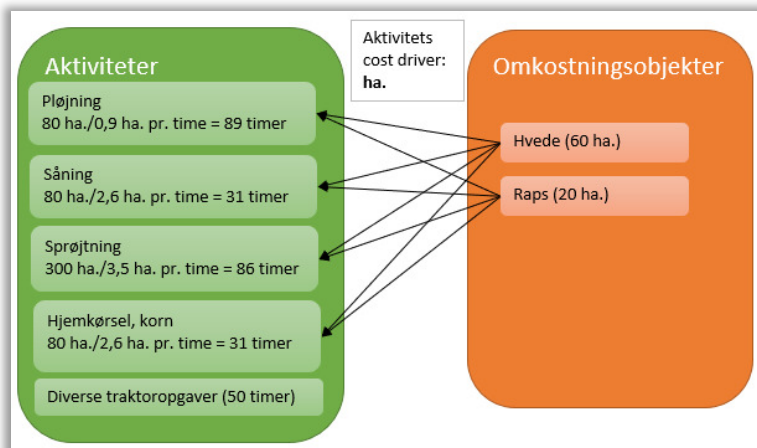 Aktiviteter
Pløjning
80 ha./0,9 ha. pr. time = 89 timer
Såning
80 ha./2,6 ha. pr. time = 31 timer
Sprøjtning
300 ha./3,5 ha. pr. time = 86 timer
Hjemkørsel, korn
80 ha./2,6 ha. pr. time = 31 timer
Diverse traktoropgaver (50 timer)
Aktivitets
cost driver:
ha.
Omkostningsobjekter
Hvede (60 ha.)
Raps (20 ha.)